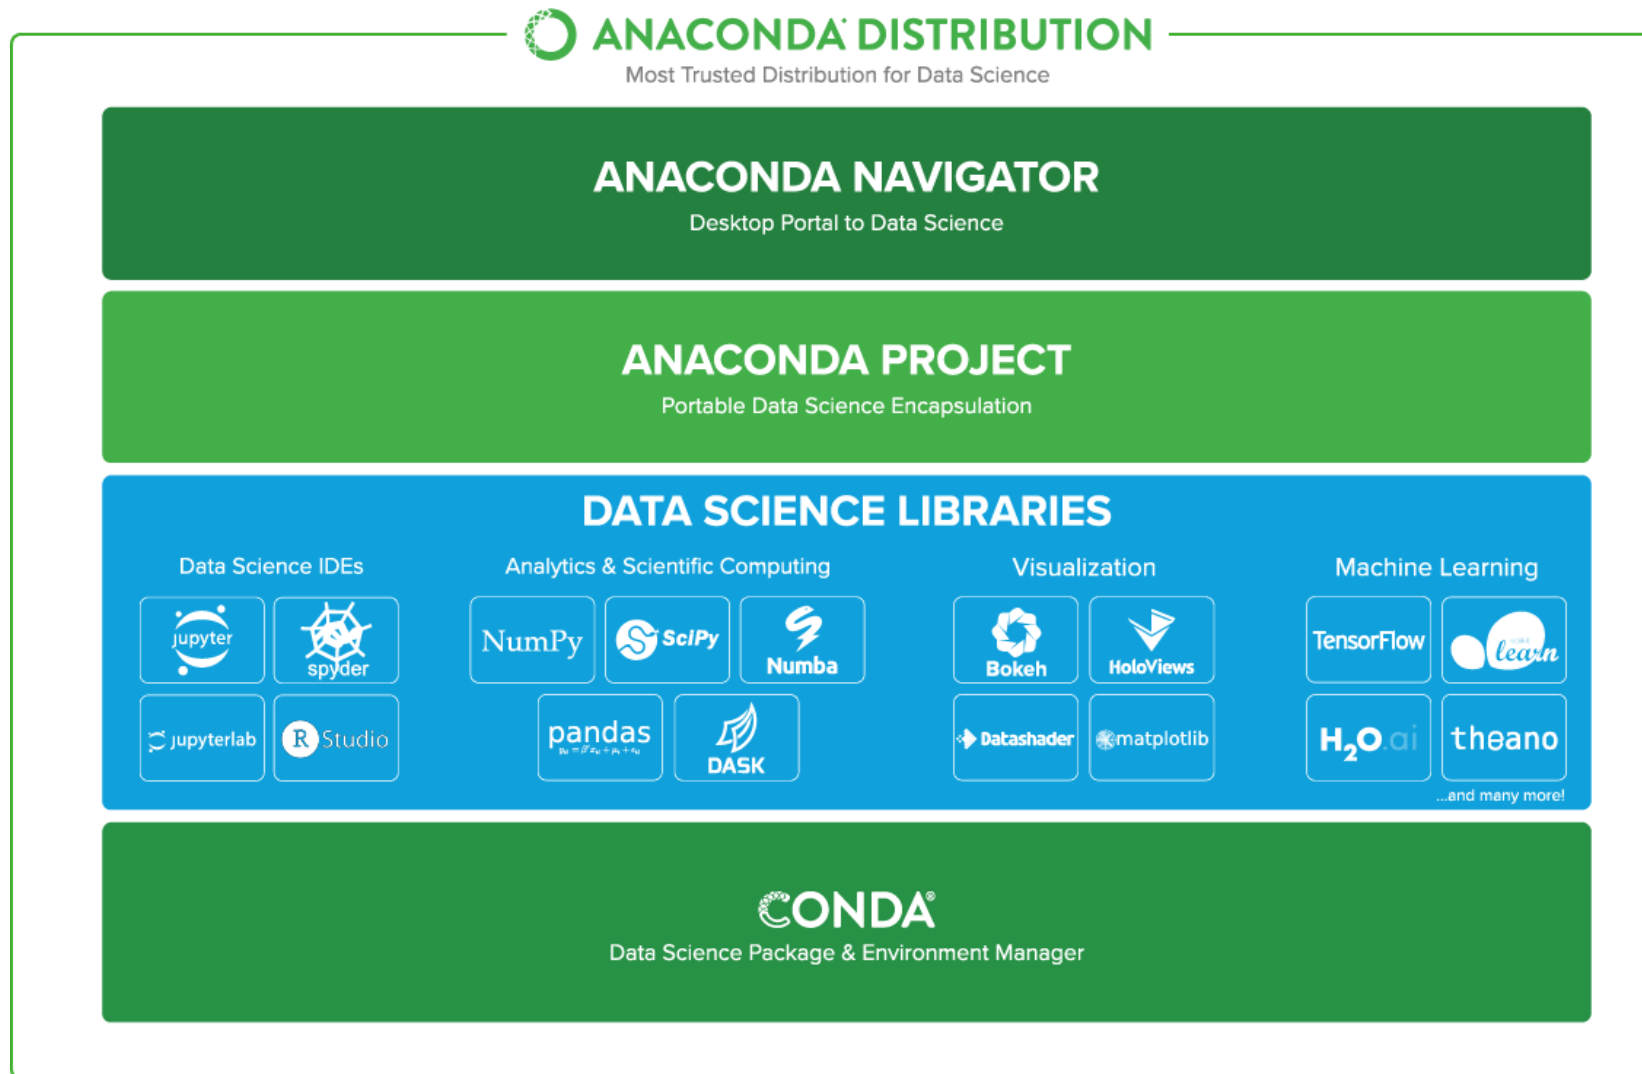 ANACONDA® DISTRIBUTION
Most Trusted Distribution for Data Science
ANACONDA NAVIGATOR
Desktop Portal to Data Science
ANACONDA PROJECT
Portable Data Science Encapsulation
DATA SCIENCE LIBRARIES
Data Science IDEs
jupyter
spyder
jupyterlab
R Studio
Analytics & Scientific Computing
NumPy
SciPy
Numba
pandas
DASK
Visualization
Bokeh
HoloViews
Datashader
matplotlib
Machine Learning
TensorFlow
learn
H2O.ai
theano
...and many more!
CONDA®
Data Science Package & Environment Manager